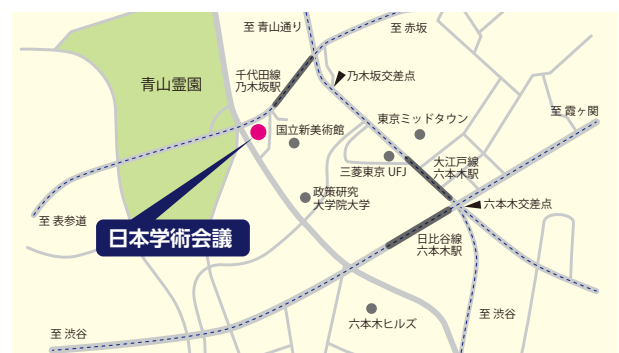 至 青山通り
至 赤坂
千代田線
乃木坂駅
乃木坂交差点
青山霊園
至 霞ヶ関
東京ミッドタウン
国立新美術館
三菱東京 UFJ
大江戸線
六本木駅
政策研究
大学院大学
六本木交差点
至 表参道
日本学術会議
日比谷線
六本木駅
至 渋谷
六本木ヒルズ
至 渋谷